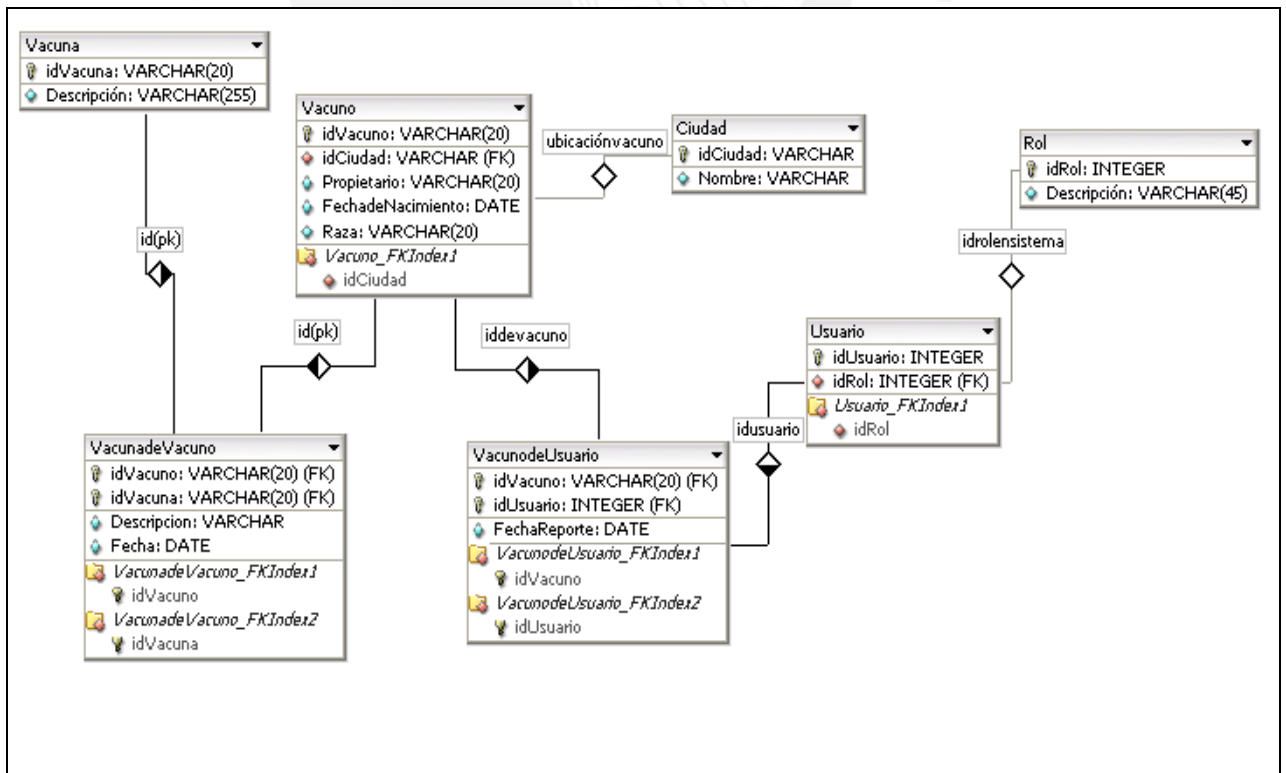 Vacuna
idVacuna: VARCHAR(20)
Descripción: VARCHAR(255)
id(pk)
Vacuno
idVacuno: VARCHAR(20)
idCiudad: VARCHAR (FK)
Propietario: VARCHAR(20)
FechadeNacimiento: DATE
Raza: VARCHAR(20)
Vacuno_FKIndex1
idCiudad
ubicaciónvacuno
Ciudad
idCiudad: VARCHAR
Nombre: VARCHAR
Rol
idRol: INTEGER
Descripción: VARCHAR(45)
idrolensistema
id(pk)
iddevacuno
Usuario
idUsuario: INTEGER
idRol: INTEGER (FK)
Usuario_FKIndex1
idRol
idusuario
VacunadeVacuno
idVacuno: VARCHAR(20) (FK)
idVacuna: VARCHAR(20) (FK)
Descripcion: VARCHAR
Fecha: DATE
VacunadeVacuno_FKIndex1
idVacuno
VacunadeVacuno_FKIndex2
idVacuna
VacunodeUsuario
idVacuno: VARCHAR(20) (FK)
idUsuario: INTEGER (FK)
FechaReporte: DATE
VacunodeUsuario_FKIndex1
idVacuno
VacunodeUsuario_FKIndex2
idUsuario